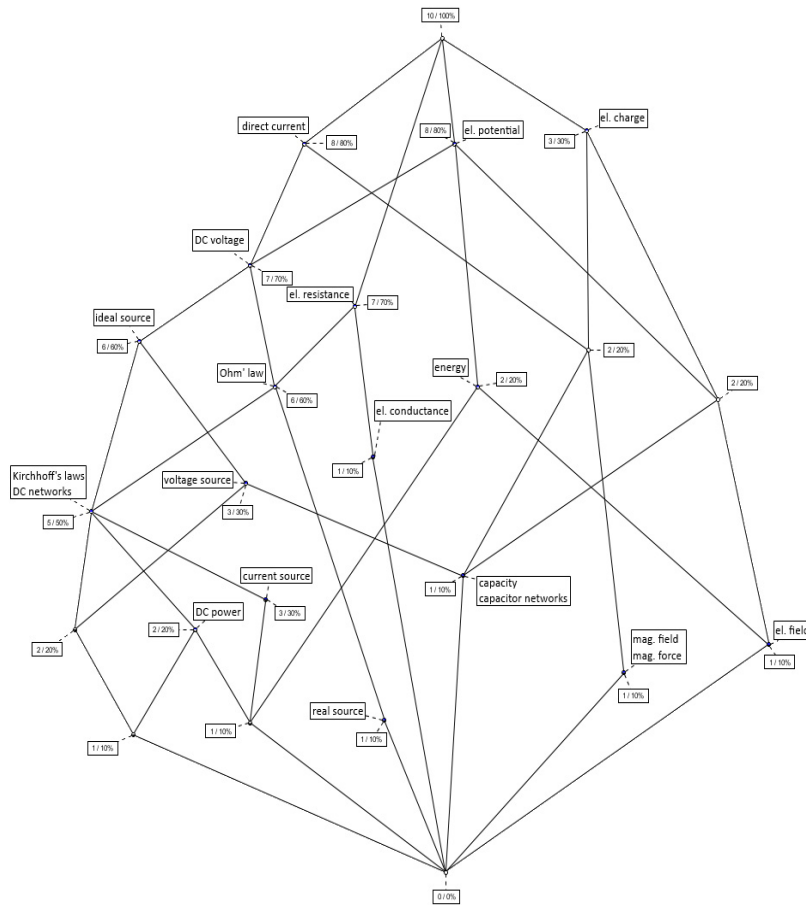 10 / 100%
direct current
8 / 80%
8 / 80%
el. potential
el. charge
3 / 30%
DC voltage
7 / 70%
el. resistance
7 / 70%
ideal source
6 / 60%
2 / 20%
Ohm' law
6 / 60%
energy
2 / 20%
2 / 20%
el. conductance
1 / 10%
Kirchhoff's laws
DC networks
5 / 50%
voltage source
3 / 30%
current source
3 / 30%
capacity
capacitor networks
1 / 10%
DC power
2 / 20%
2 / 20%
mag. field
mag. force
1 / 10%
el. field
1 / 10%
real source
1 / 10%
1 / 10%
1 / 10%
0 / 0%